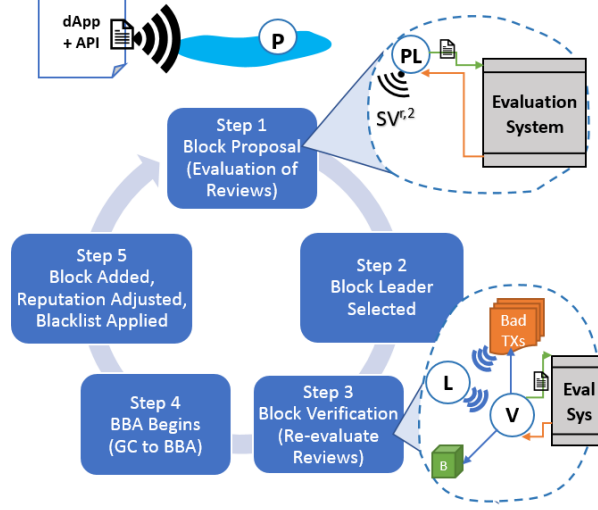 dApp
+ API
P
PL
SV^r,2
Evaluation
System
Step 1
Block Proposal
(Evaluation of
Reviews)
Step 2
Block Leader
Selected
Bad
TXs
L
V
Eval
Sys
B
Step 3
Block Verification
(Re-evaluate
Reviews)
Step 4
BBA Begins
(GC to BBA)
Step 5
Block Added,
Reputation Adjusted,
Blacklist Applied